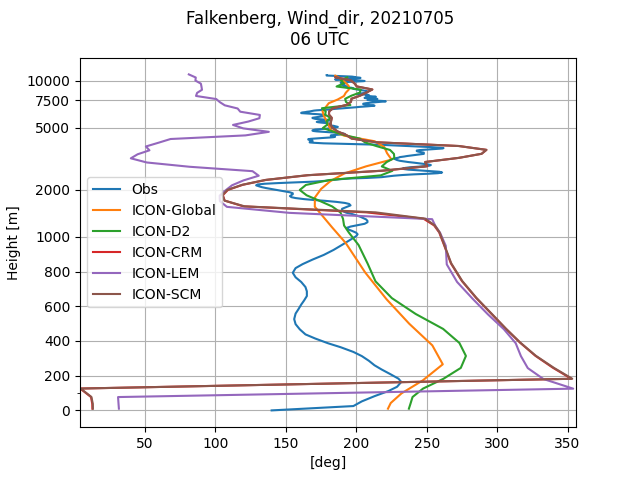 Falkenberg, Wind_dir, 20210705
06 UTC
Height [m]
10000
7500
5000
2000
1000
800
600
400
200
0
Obs
ICON-Global
ICON-D2
ICON-CRM
ICON-LEM
ICON-SCM
50 100 150 200 250 300 350
[deg]